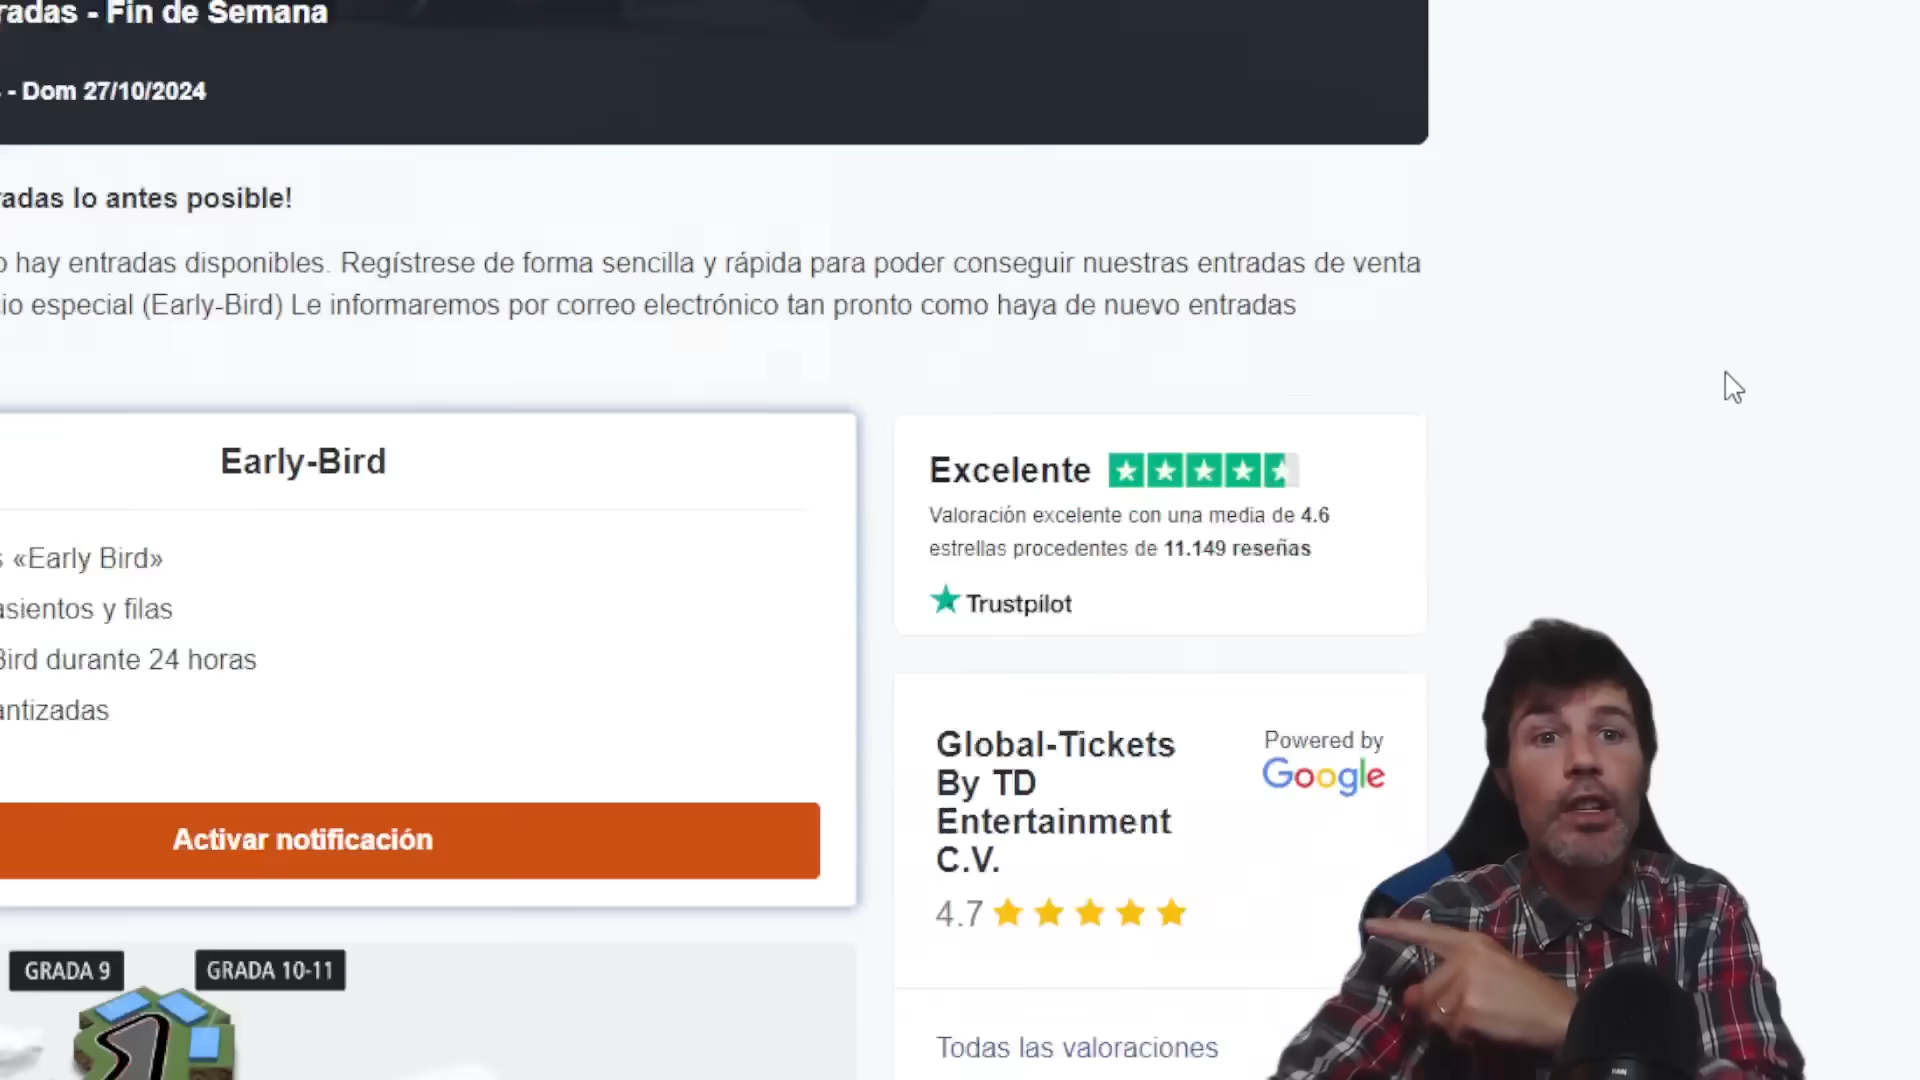 radas - Fin de Semana
- Dom 27/10/2024
radas lo antes posible!
o hay entradas disponibles. Regístrese de forma sencilla y rápida para poder conseguir nuestras entradas de venta
cio especial (Early-Bird) Le informaremos por correo electrónico tan pronto como haya de nuevo entradas
Early-Bird
s «Early Bird»
asientos y filas
Bird durante 24 horas
antizadas
Activar notificación
GRADA 9
GRADA 10-11
Excelente
Valoración excelente con una media de 4.6
estrellas procedentes de 11.149 reseñas
Trustpilot
Global-Tickets
By TD
Entertainment
C.V.
Powered by
Google
4.7
Todas las valoraciones